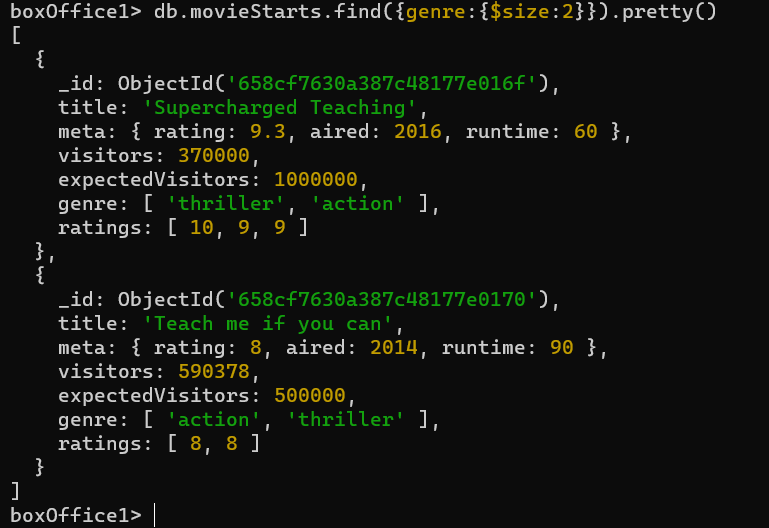 boxOffice1> db.movieStarts.find({genre:{$size:2}}).pretty()
[
  {
    _id: ObjectId('658cf7630a387c48177e016f'),
    title: 'Supercharged Teaching',
    meta: { rating: 9.3, aired: 2016, runtime: 60 },
    visitors: 370000,
    expectedVisitors: 1000000,
    genre: [ 'thriller', 'action' ],
    ratings: [ 10, 9, 9 ]
  },
  {
    _id: ObjectId('658cf7630a387c48177e0170'),
    title: 'Teach me if you can',
    meta: { rating: 8, aired: 2014, runtime: 90 },
    visitors: 590378,
    expectedVisitors: 500000,
    genre: [ 'action', 'thriller' ],
    ratings: [ 8, 8 ]
  }
]
boxOffice1>